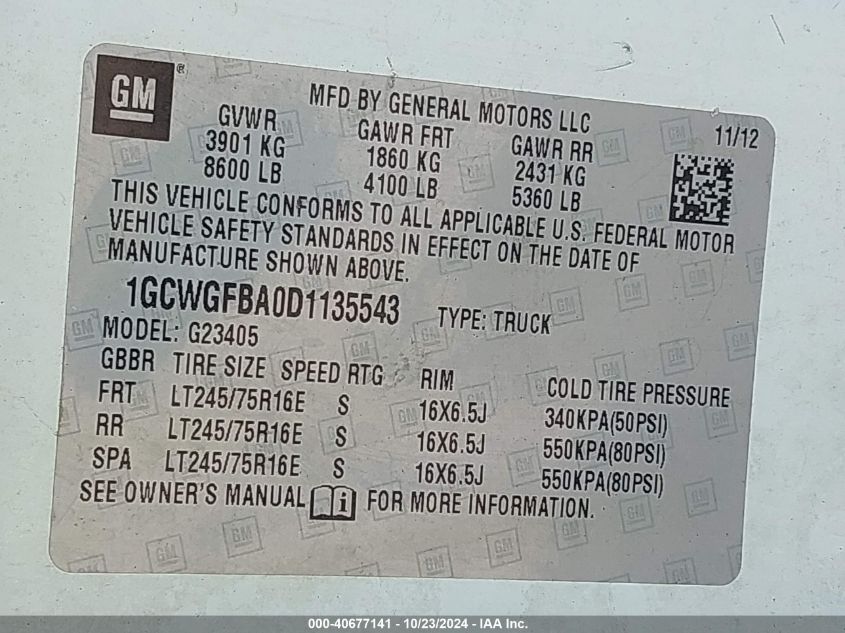 GM ®
MFD BY GENERAL MOTORS LLC
11/12
GVWR GAWR FRT GAWR RR
3901 KG 1860 KG 2431 KG
8600 LB 4100 LB 5360 LB
THIS VEHICLE CONFORMS TO ALL APPLICABLE U.S. FEDERAL MOTOR
VEHICLE SAFETY STANDARDS IN EFFECT ON THE DATE OF
MANUFACTURE SHOWN ABOVE.
1GCWGFBA0D1135543 TYPE: TRUCK
MODEL: G23405
GBBR TIRE SIZE SPEED RTG RIM COLD TIRE PRESSURE
FRT LT245/75R16E S 16X6.5J 340KPA(50PSI)
RR LT245/75R16E S 16X6.5J 550KPA(80PSI)
SPA LT245/75R16E S 16X6.5J 550KPA(80PSI)
SEE OWNER'S MANUAL i FOR MORE INFORMATION.
000-40677141 - 10/23/2024 - IAA Inc.